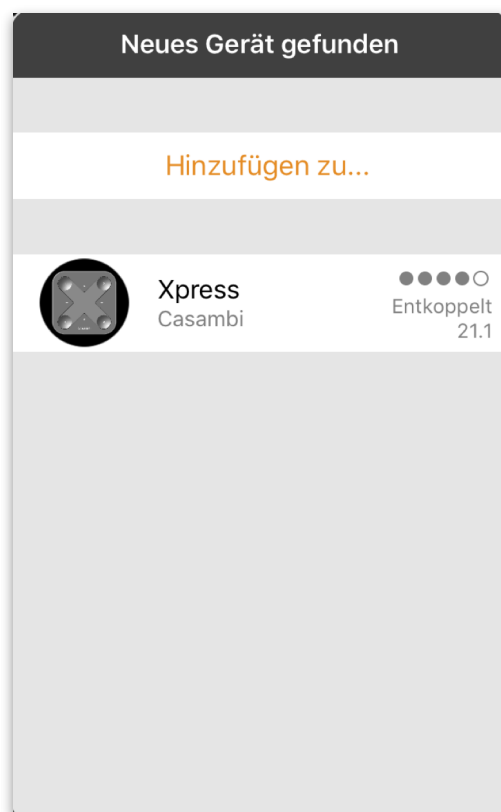 Neues Gerät gefunden
Hinzufügen zu...
Xpress
Casambi
Entkoppelt
21.1